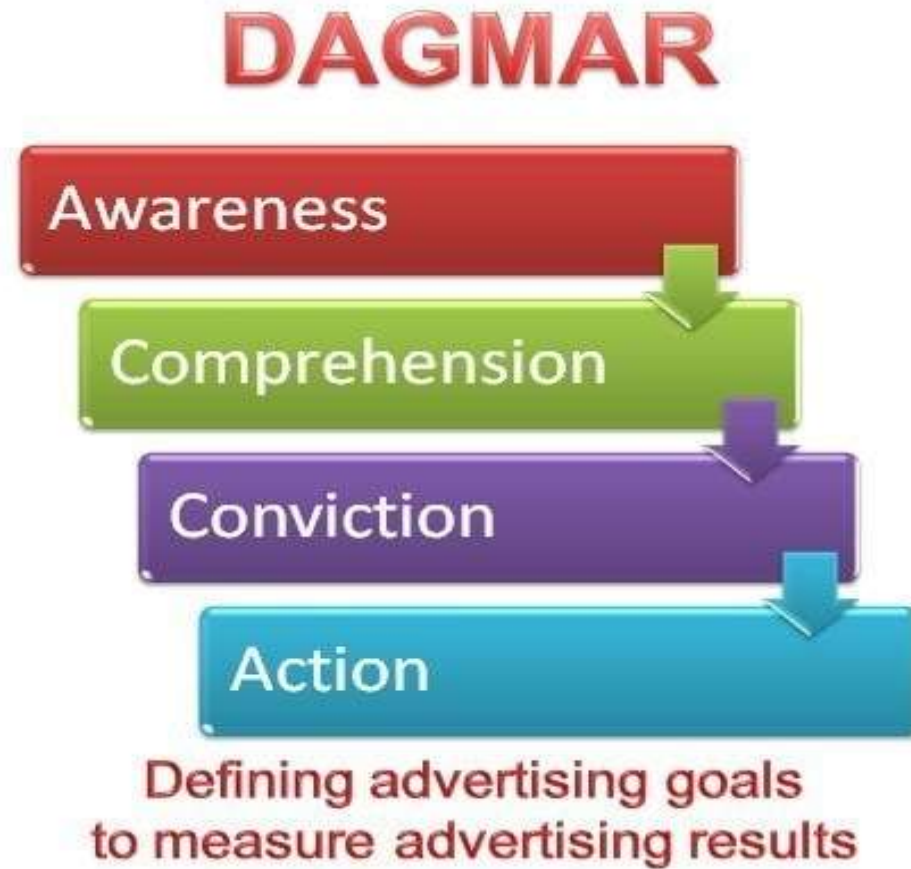 DAGMAR
Awareness
Comprehension
Conviction
Action
Defining advertising goals
to measure advertising results